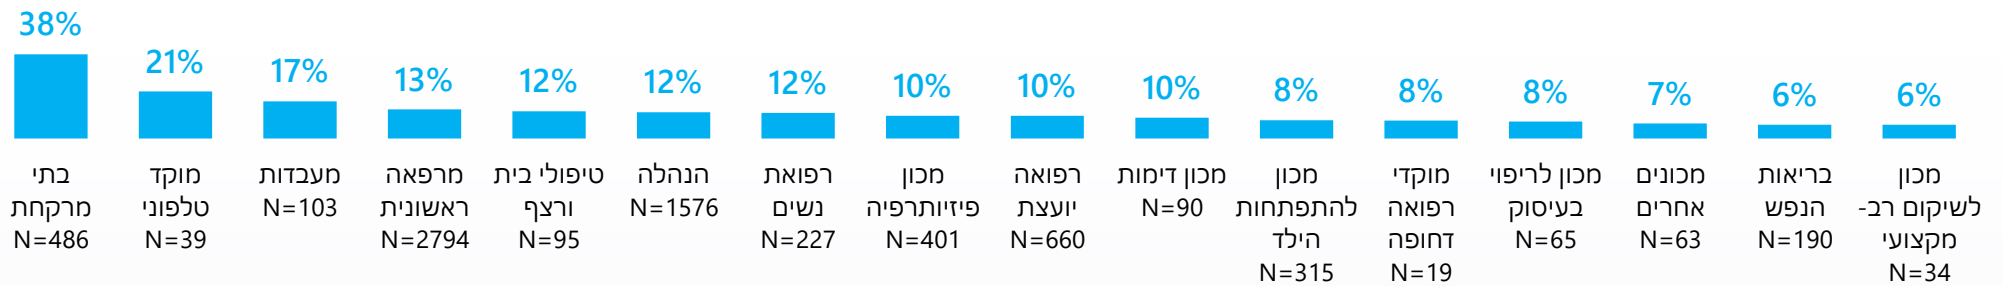 38%
21%
17%
13%
12%
12%
12%
10%
10%
10%
8%
8%
8%
7%
6%
6%
בתי
מרקחת
N=486
מוקד
טלפוני
N=39
מעבדות
N=103
מרפאה
ראשונית
N=2794
טיפולי בית
ורצף
N=95
הנהלה
N=1576
רפואת
נשים
N=227
מכון
פיזיותרפיה
N=401
רפואה
יועצת
N=660
מכון דימות
N=90
מכון
להתפתחות
הילד
N=315
מוקדי
רפואה
דחופה
N=19
מכון לריפוי
בעיסוק
N=65
מכונים
אחרים
N=63
בריאות
הנפש
N=190
מכון
לשיקום רב-
מקצועי
N=34